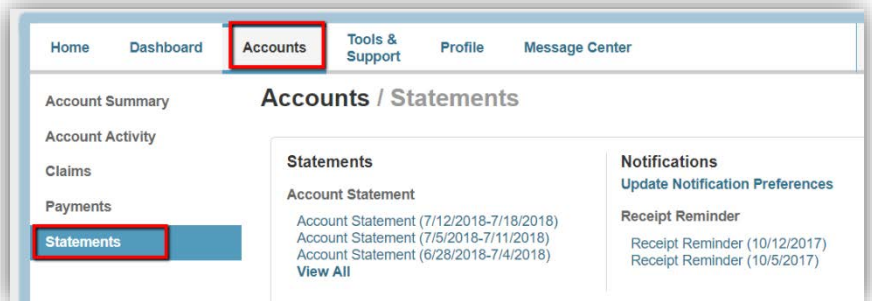 Home Dashboard Accounts Tools & Support Profile Message Center
Account Summary
Account Activity
Claims
Payments
Statements
Accounts / Statements
Statements
Account Statement
Account Statement (7/12/2018-7/18/2018)
Account Statement (7/5/2018-7/11/2018)
Account Statement (6/28/2018-7/4/2018)
View All
Notifications
Update Notification Preferences
Receipt Reminder
Receipt Reminder (10/12/2017)
Receipt Reminder (10/5/2017)